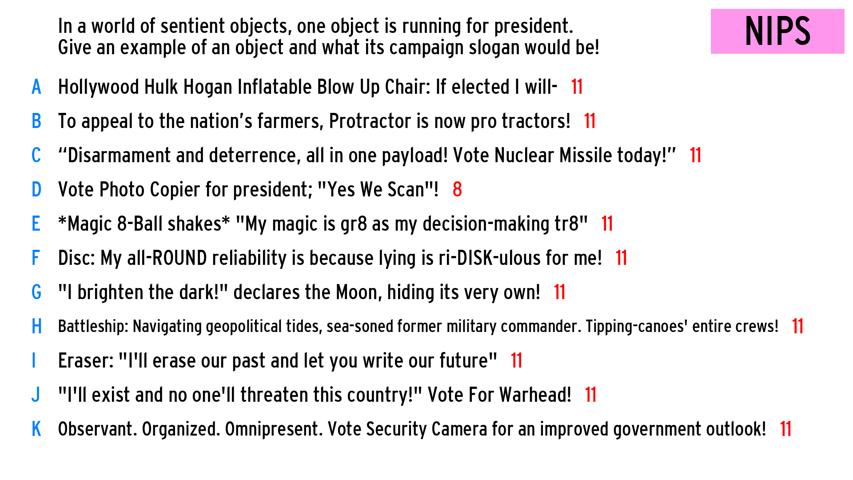 In a world of sentient objects, one object is running for president.
Give an example of an object and what its campaign slogan would be!
NIPS
A Hollywood Hulk Hogan Inflatable Blow Up Chair: If elected I will- 11
B To appeal to the nation's farmers, Protractor is now pro tractors! 11
C “Disarmament and deterrence, all in one payload! Vote Nuclear Missile today!” 11
D Vote Photo Copier for president; "Yes We Scan"! 8
E *Magic 8-Ball shakes* "My magic is gr8 as my decision-making tr8" 11
F Disc: My all-ROUND reliability is because lying is ri-DISK-ulous for me! 11
G "I brighten the dark!" declares the Moon, hiding its very own! 11
H Battleship: Navigating geopolitical tides, sea-soned former military commander. Tipping-canoes' entire crews! 11
I Eraser: "I'll erase our past and let you write our future" 11
J "I'll exist and no one'll threaten this country!" Vote For Warhead! 11
K Observant. Organized. Omnipresent. Vote Security Camera for an improved government outlook! 11